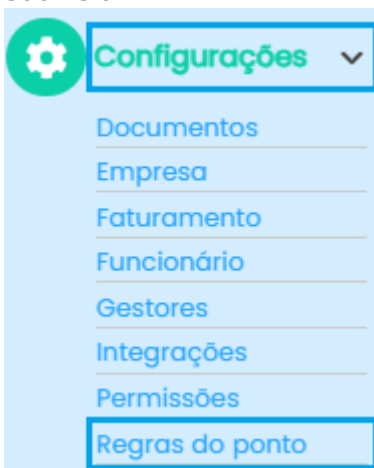 Configurações
Documentos
Empresa
Faturamento
Funcionário
Gestores
Integrações
Permissões
Regras do ponto